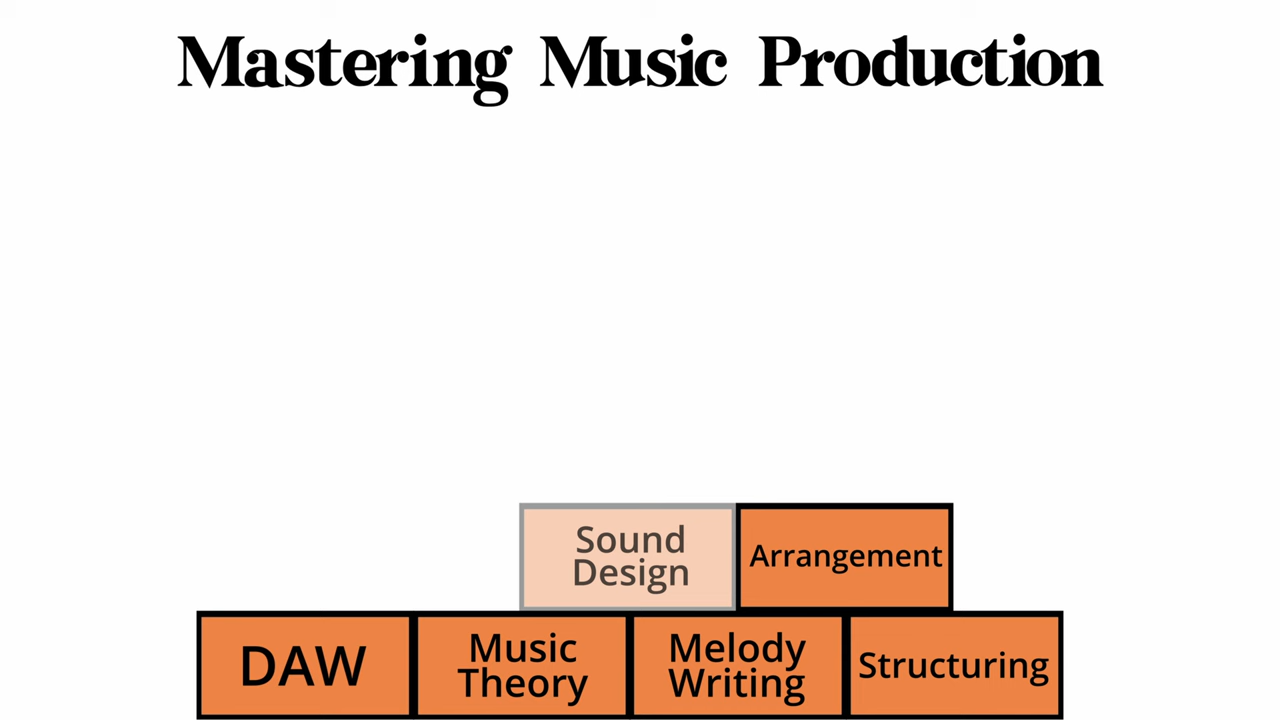 Mastering Music Production
Sound
Design
Arrangement
DAW
Music
Theory
Melody
Writing
Structuring